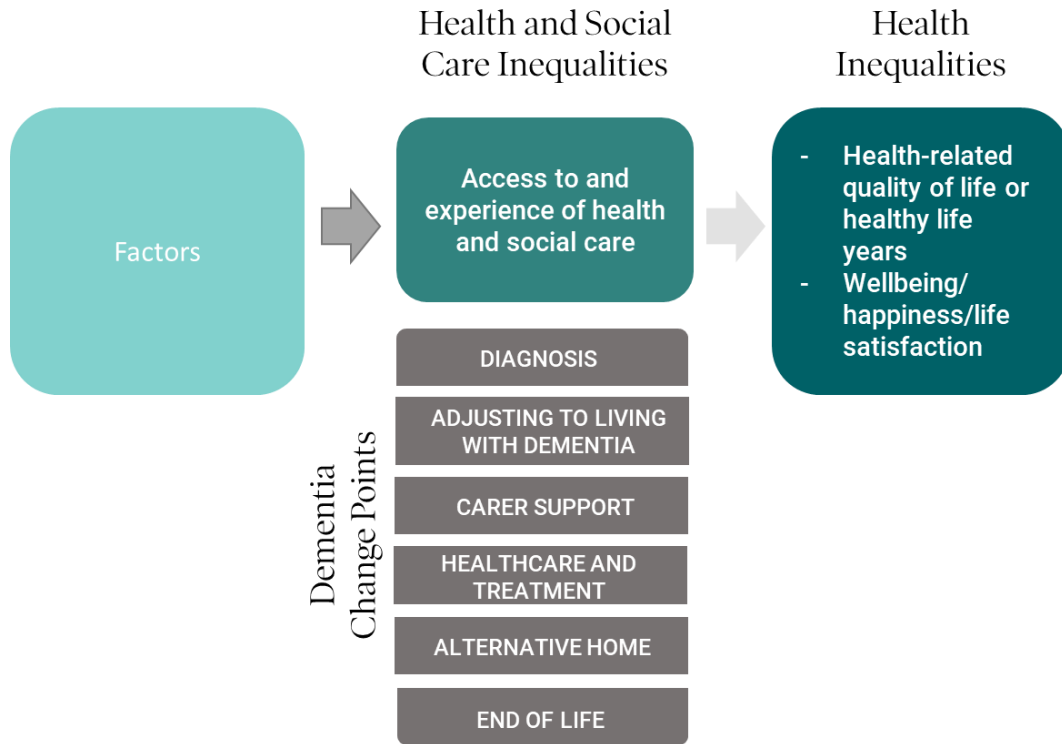 Health and Social
Care Inequalities
Health
Inequalities
Factors
Access to and
experience of health
and social care
- Health-related
quality of life or
healthy life
years
- Wellbeing/
happiness/life
satisfaction
Dementia
Change Points
DIAGNOSIS
ADJUSTING TO LIVING
WITH DEMENTIA
CARER SUPPORT
HEALTHCARE AND
TREATMENT
ALTERNATIVE HOME
END OF LIFE